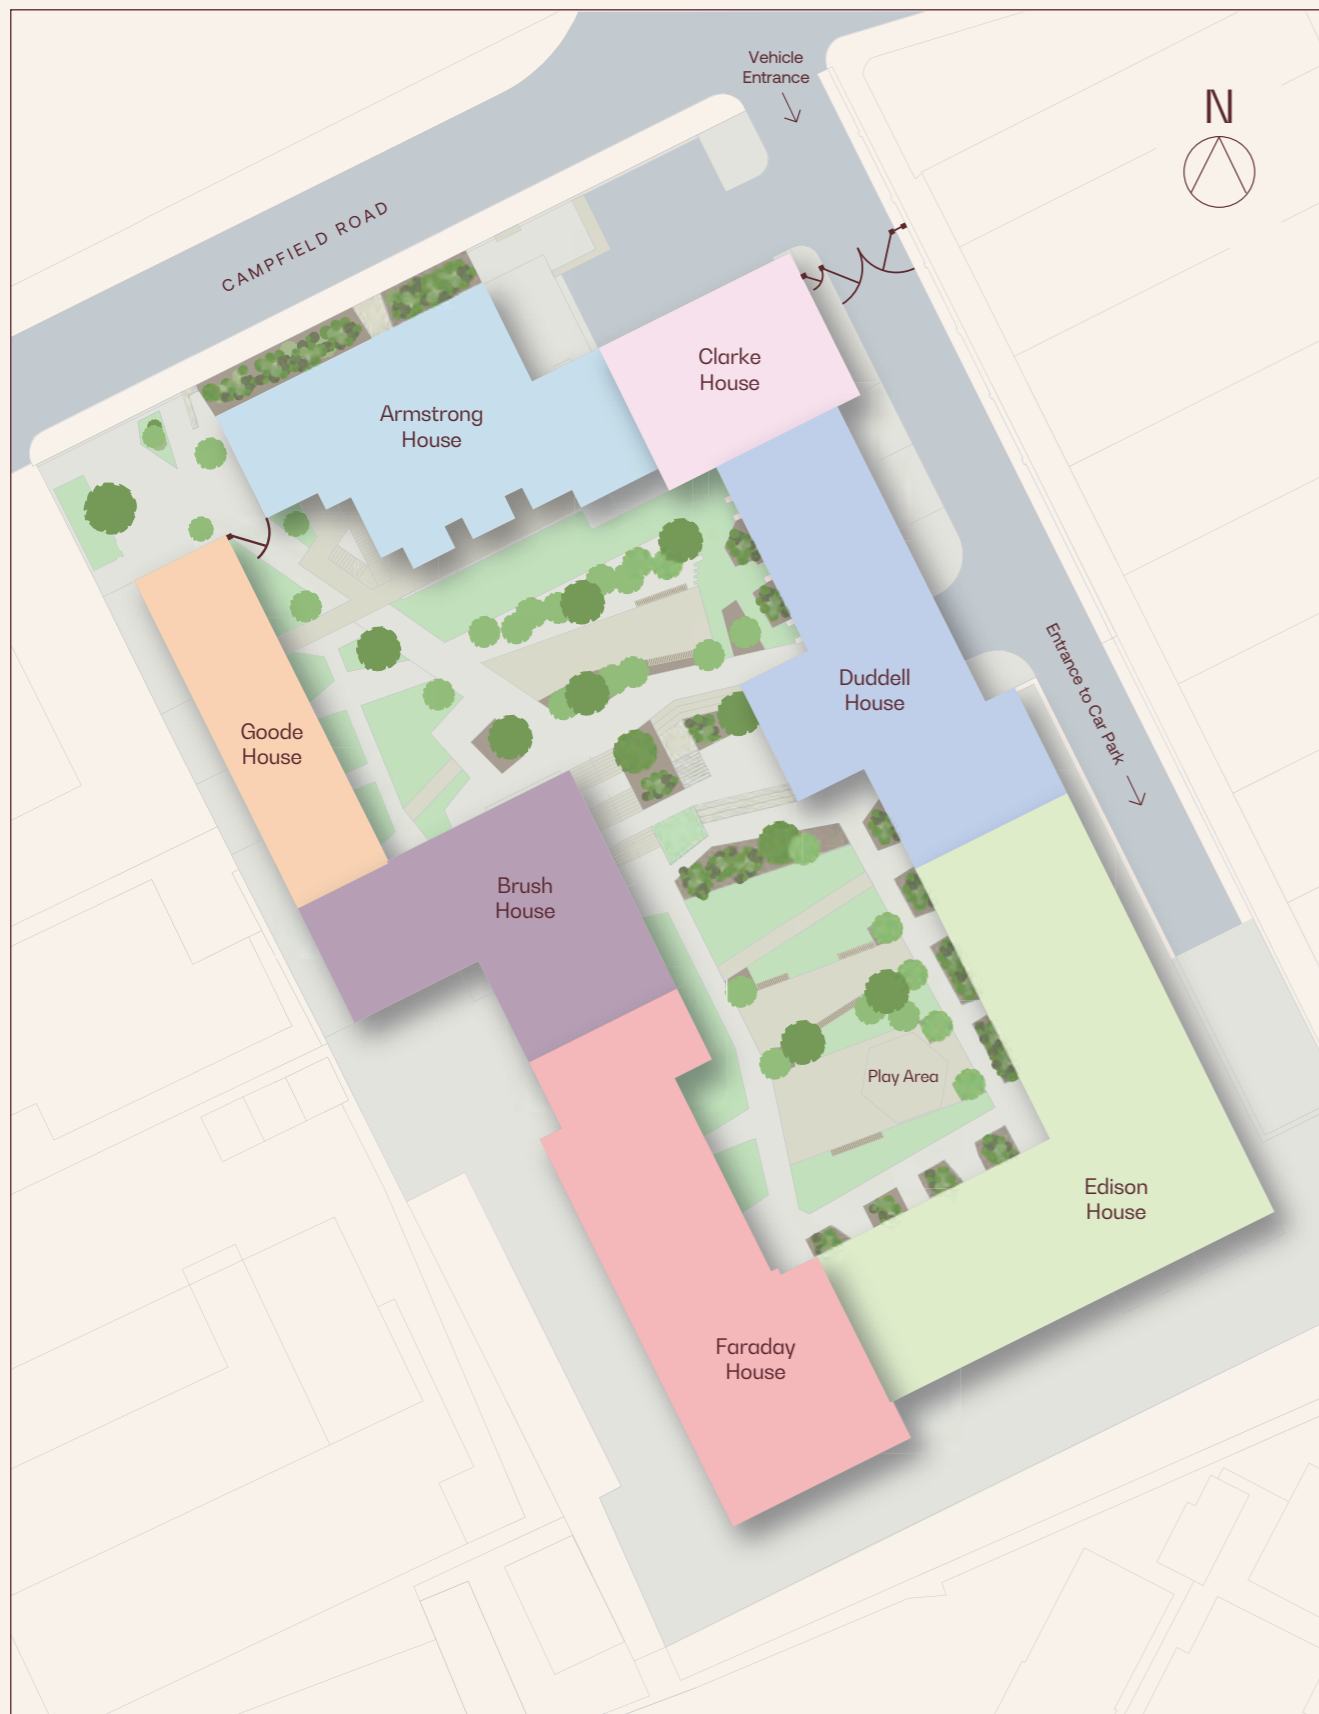 Vehicle
Entrance
N
CAMPFIELD ROAD
Clarke
House
Armstrong
House
Duddell
House
Entrance to Car Park
Goode
House
Brush
House
Play Area
Edison
House
Faraday
House